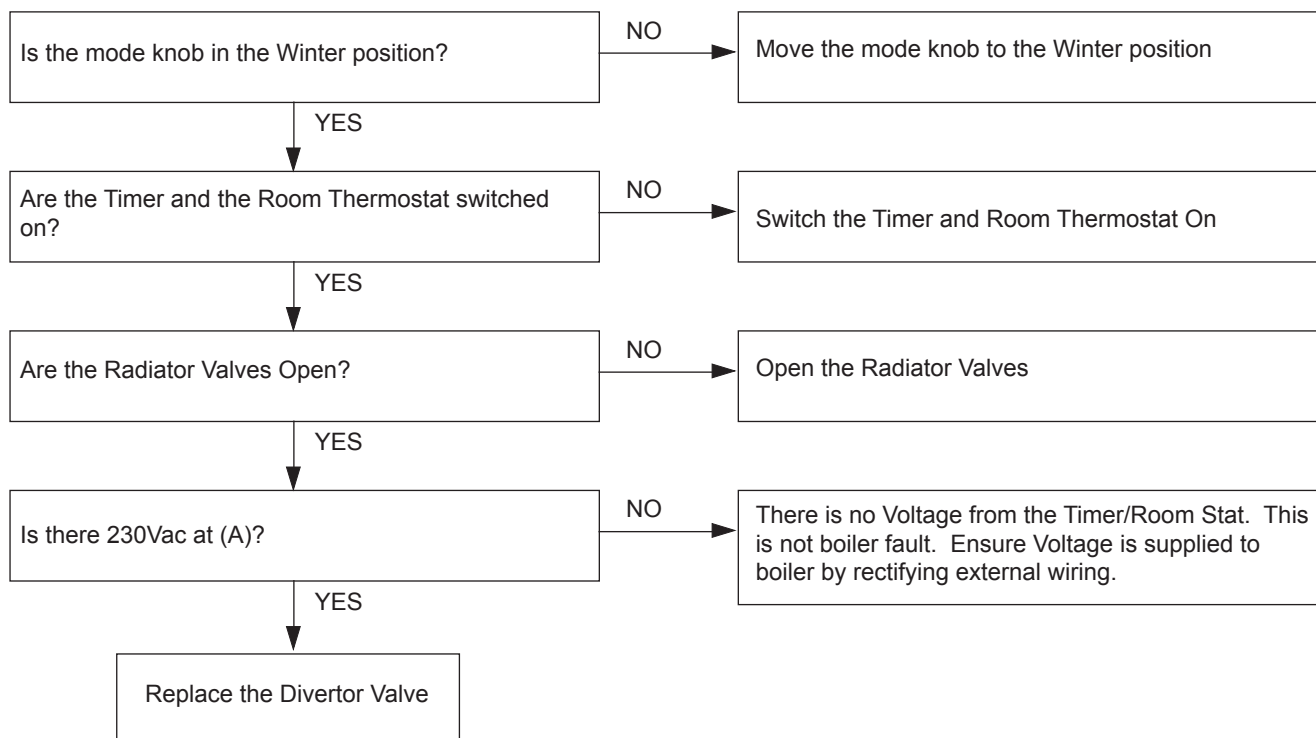 Is the mode knob in the Winter position?
NO
Move the mode knob to the Winter position
YES
Are the Timer and the Room Thermostat switched
on?
NO
Switch the Timer and Room Thermostat On
YES
Are the Radiator Valves Open?
NO
Open the Radiator Valves
YES
Is there 230Vac at (A)?
NO
There is no Voltage from the Timer/Room Stat.  This
is not boiler fault.  Ensure Voltage is supplied to
boiler by rectifying external wiring.
YES
Replace the Divertor Valve